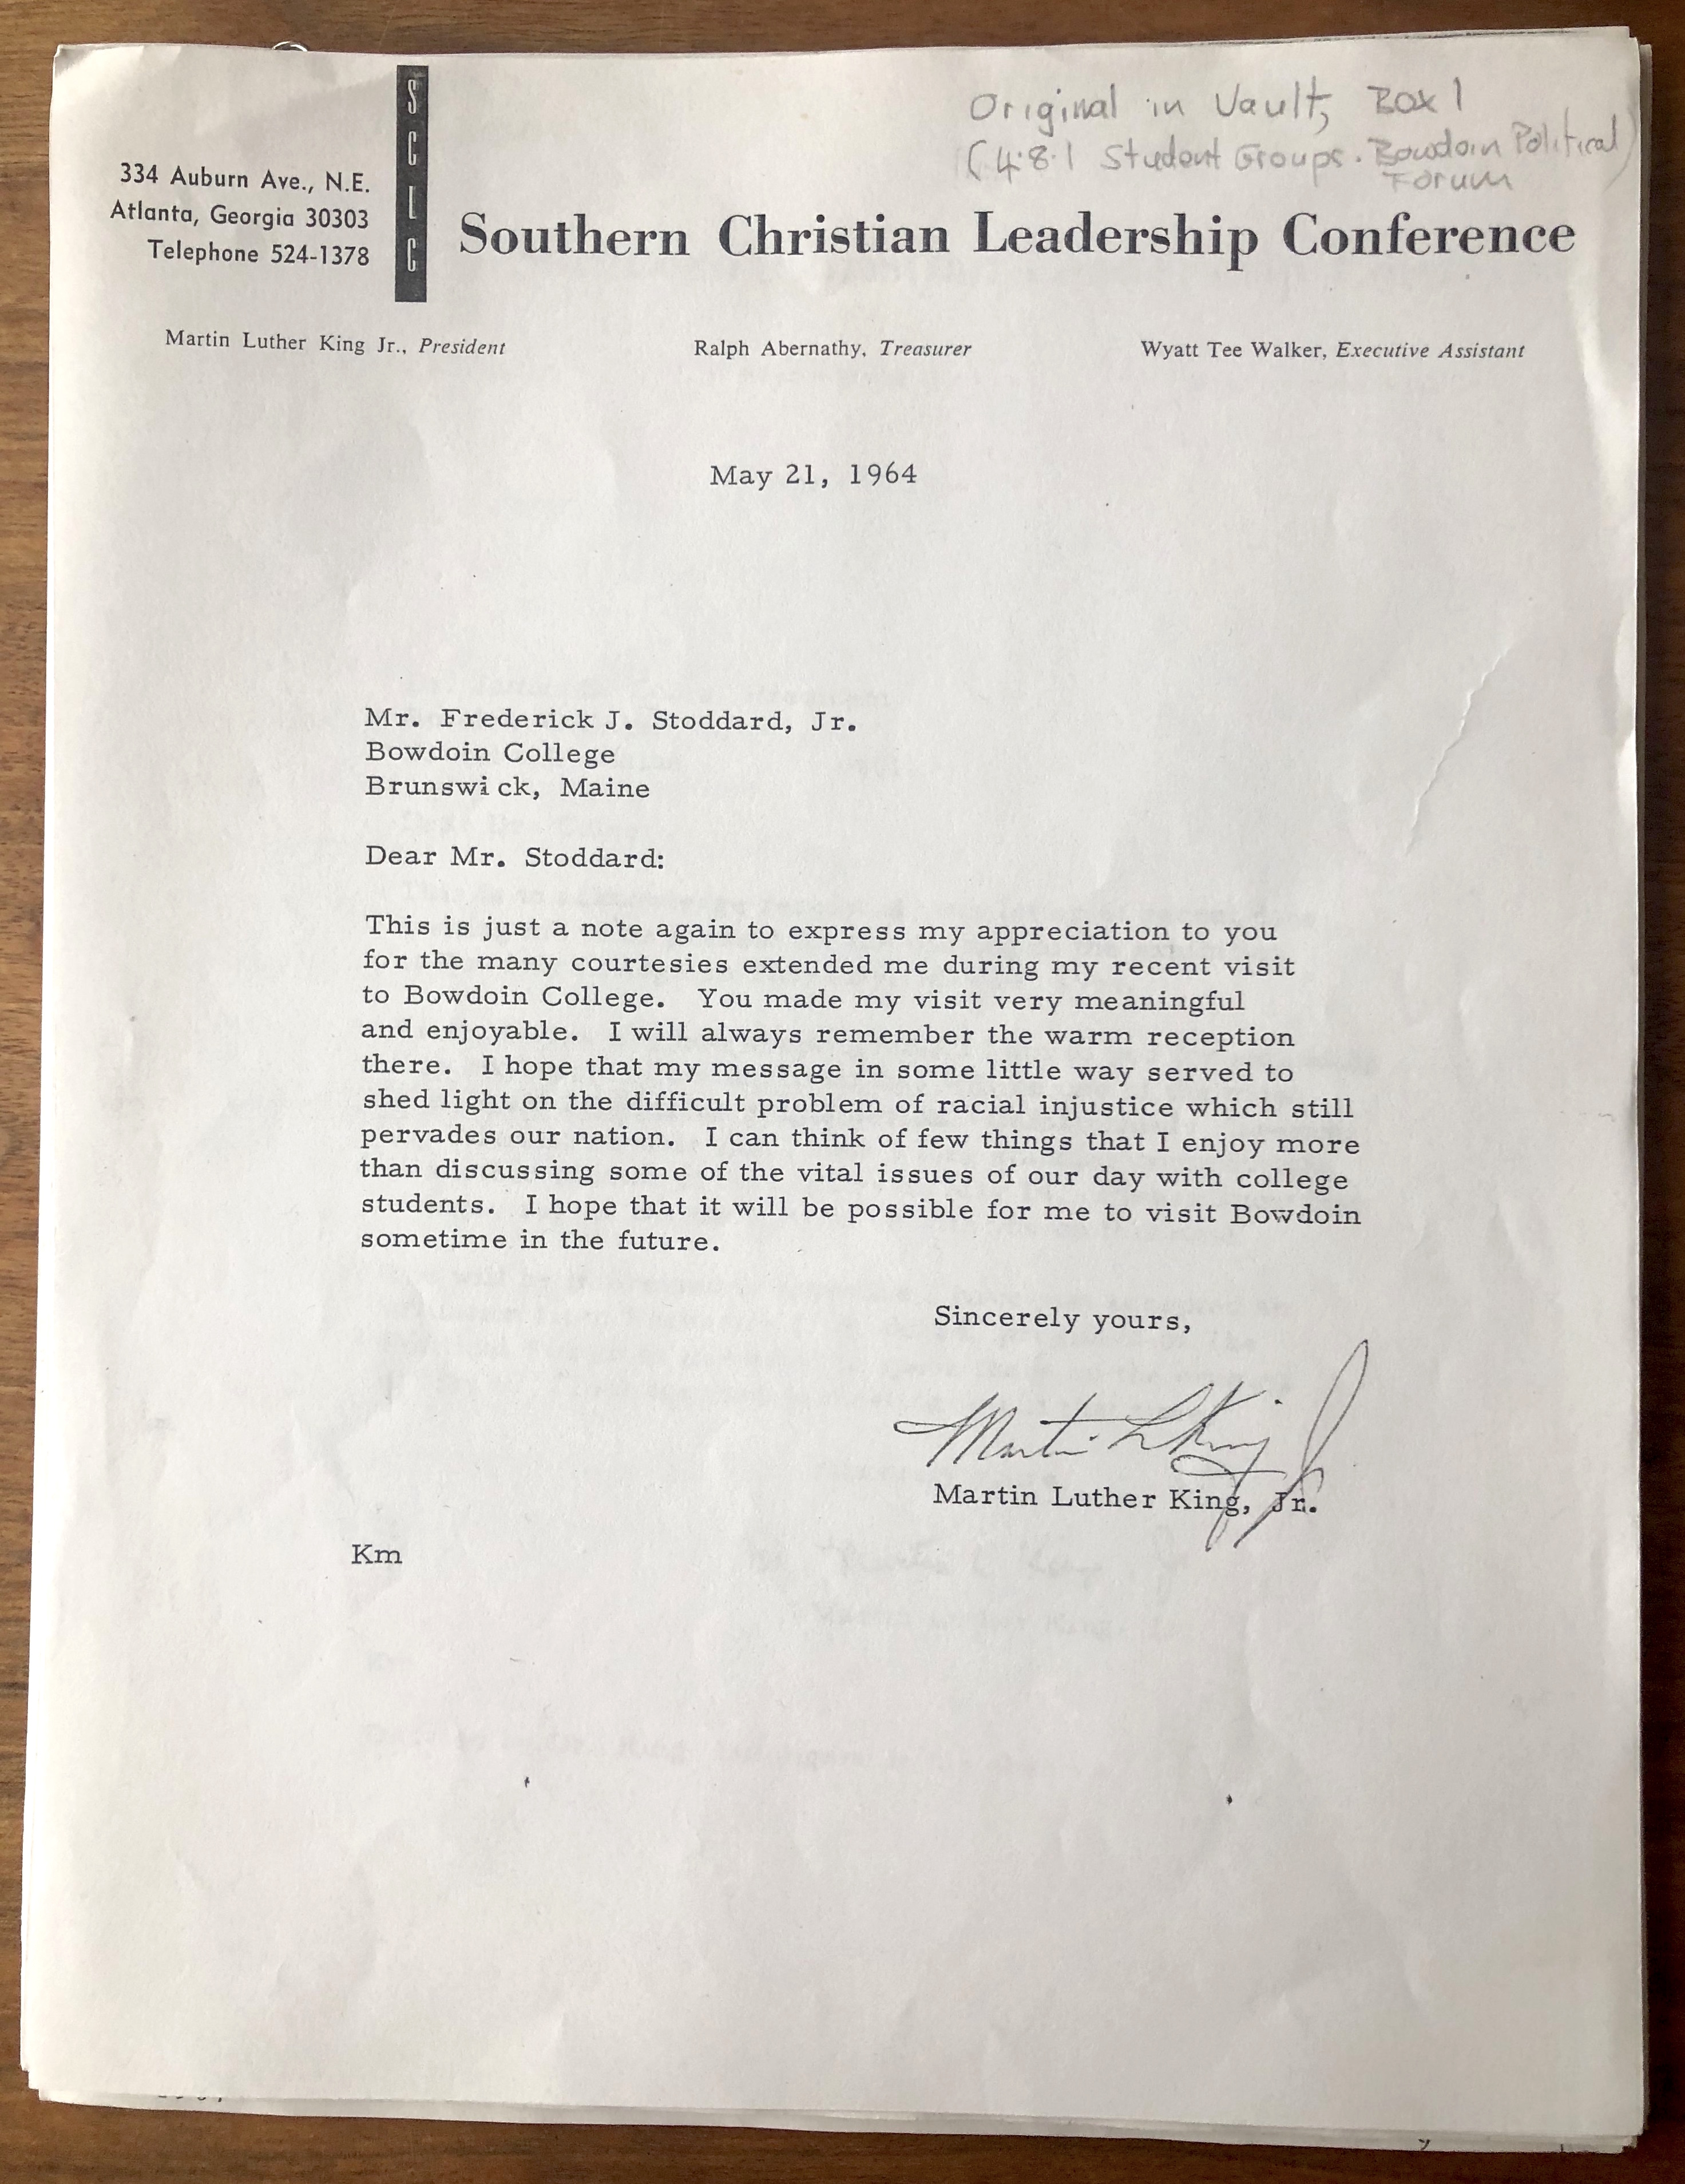 Original in Vault, Box 1
(4.8.1 Student Groups. Bowdoin Political)
Forum
SCLC
334 Auburn Ave., N.E.
Atlanta, Georgia 30303
Telephone 524-1378
Southern Christian Leadership Conference
Martin Luther King Jr., President
Ralph Abernathy, Treasurer
Wyatt Tee Walker, Executive Assistant
May 21, 1964
Mr. Frederick J. Stoddard, Jr.
Bowdoin College
Brunswick, Maine
Dear Mr. Stoddard:
This is just a note again to express my appreciation to you
for the many courtesies extended me during my recent visit
to Bowdoin College. You made my visit very meaningful
and enjoyable. I will always remember the warm reception
there. I hope that my message in some little way served to
shed light on the difficult problem of racial injustice which still
pervades our nation. I can think of few things that I enjoy more
than discussing some of the vital issues of our day with college
students. I hope that it will be possible for me to visit Bowdoin
sometime in the future.
Sincerely yours,
Martin L King Jr
Martin Luther King, Jr.
Km